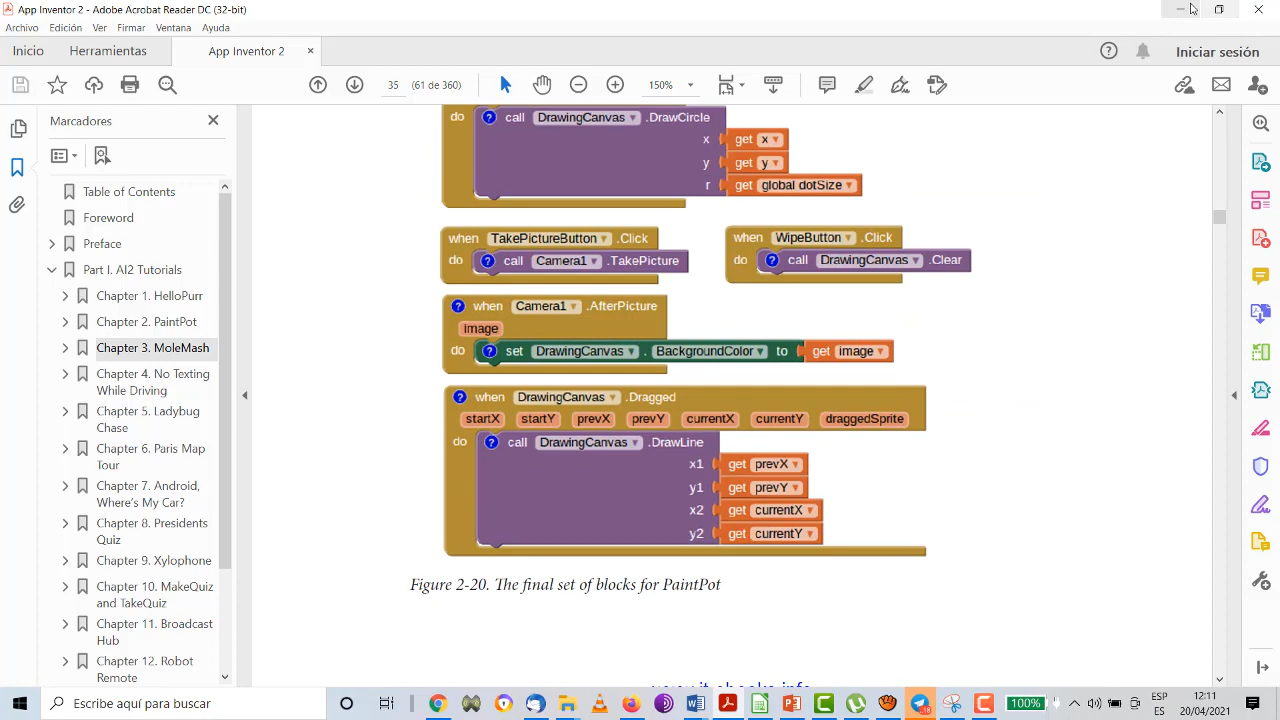 App Inventor 2 - Adobe Acrobat Reader DC (32-bit)
Archivo Edición Ver Firmar Ventana Ayuda
Inicio Herramientas App Inventor 2 × Iniciar sesión
35 (61 de 360) 150%
Marcadores
Table of Contents
Foreword
Preface
Part I. AI2 Tutorials
Chapter 1. HelloPurr
Chapter 2. PaintPot
Chapter 3. MoleMash
Chapter 4. No Texting
While Driving
Chapter 5. Ladybug
Chase
Chapter 6. Paris Map
Tour
Chapter 7. Android,
Where's My Car?
Chapter 8. Presidents
Quiz
Chapter 9. Xylophone
Chapter 10. MakeQuiz
and TakeQuiz
Chapter 11. Broadcast
Hub
Chapter 12. Robot
Remote
do ? call DrawingCanvas .DrawCircle
x get x
y get y
r get global dotSize
when TakePictureButton .Click
do ? call Camera1 .TakePicture
when WipeButton .Click
do ? call DrawingCanvas .Clear
? when Camera1 .AfterPicture
image
do ? set DrawingCanvas . BackgroundColor to get image
? when DrawingCanvas .Dragged
startX startY prevX prevY currentX currentY draggedSprite
do ? call DrawingCanvas .DrawLine
x1 get prevX
y1 get prevY
x2 get currentX
y2 get currentY
Figure 2-20. The final set of blocks for PaintPot
Escribe aquí para buscar
18
100%
ESP 12:11
ES 20/04/2021